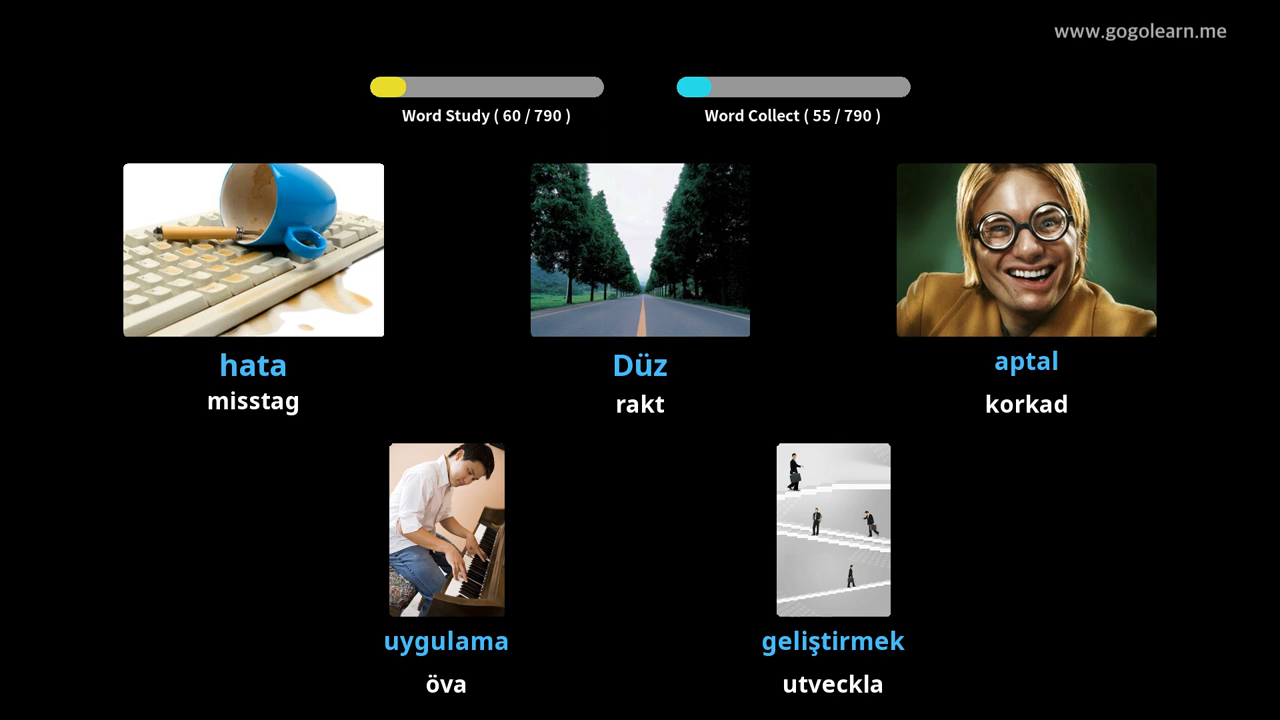 www.gogolearn.me
Word Study ( 60 / 790 )
Word Collect ( 55 / 790 )
hata
misstag
Düz
rakt
aptal
korkad
uygulama
öva
geliştirmek
utveckla